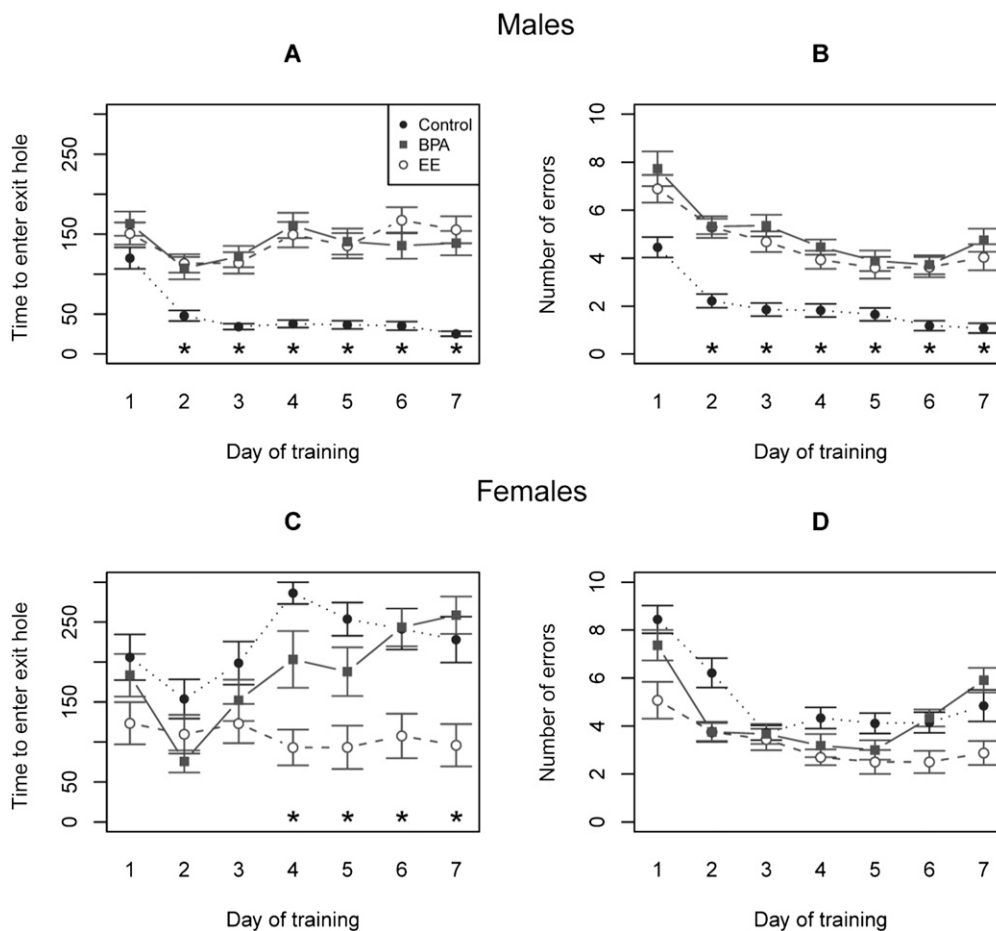 Males
A
B
Time to enter exit hole
250
150
50
0
Control
BPA
EE
* * * * * *
1 2 3 4 5 6 7
Day of training
Number of errors
10
8
6
4
2
0
* * * * * *
1 2 3 4 5 6 7
Day of training
Females
C
D
Time to enter exit hole
250
150
50
0
* * * *
1 2 3 4 5 6 7
Day of training
Number of errors
10
8
6
4
2
0
1 2 3 4 5 6 7
Day of training